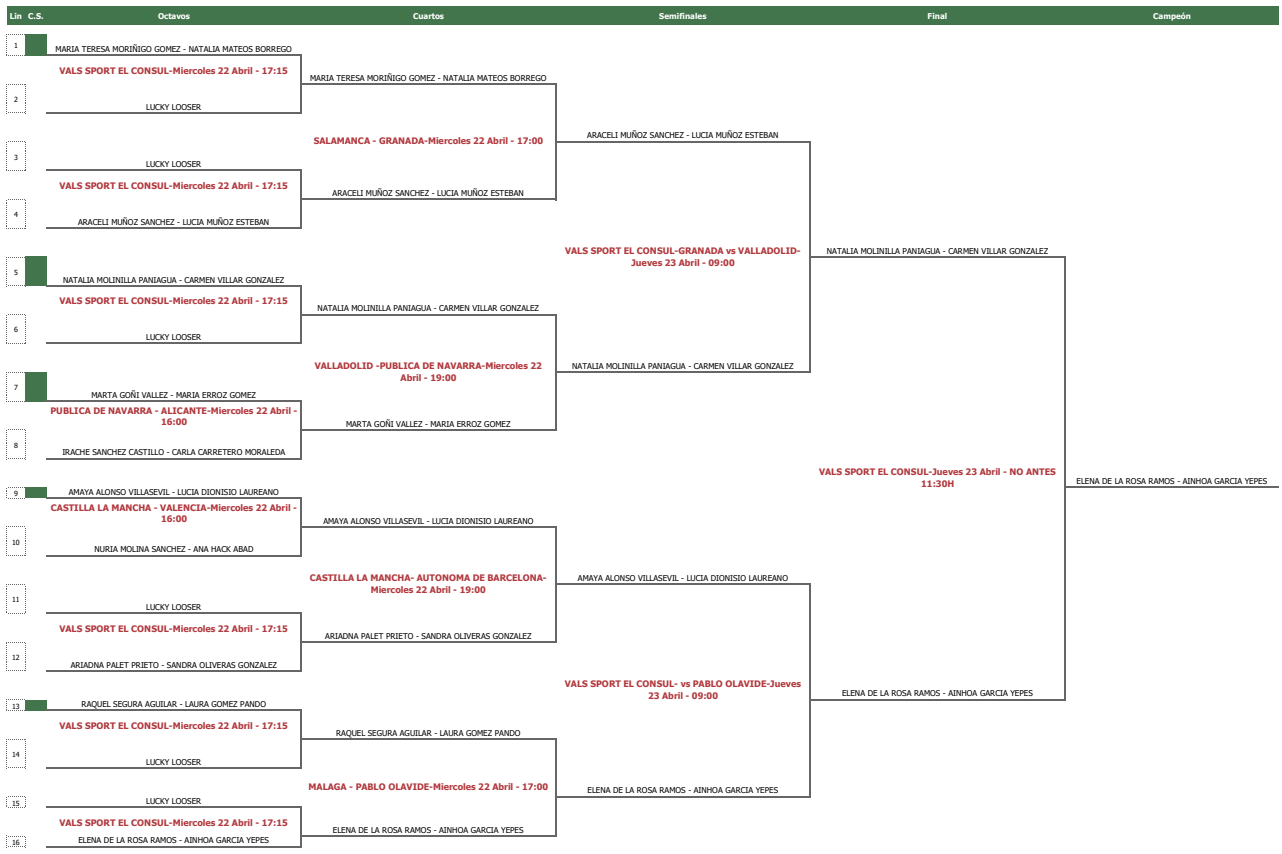 Lin C.S. Octavos Cuartos Semifinales Final Campeón
1
MARIA TERESA MORIÑIGO GOMEZ - NATALIA MATEOS BORREGO
VALS SPORT EL CONSUL-Miercoles 22 Abril - 17:15
MARIA TERESA MORIÑIGO GOMEZ - NATALIA MATEOS BORREGO
2
LUCKY LOOSER
SALAMANCA - GRANADA-Miercoles 22 Abril - 17:00
ARACELI MUÑOZ SANCHEZ - LUCIA MUÑOZ ESTEBAN
3
LUCKY LOOSER
VALS SPORT EL CONSUL-Miercoles 22 Abril - 17:15
ARACELI MUÑOZ SANCHEZ - LUCIA MUÑOZ ESTEBAN
4
ARACELI MUÑOZ SANCHEZ - LUCIA MUÑOZ ESTEBAN
VALS SPORT EL CONSUL-GRANADA vs VALLADOLID-
Jueves 23 Abril - 09:00
NATALIA MOLINILLA PANIAGUA - CARMEN VILLAR GONZALEZ
5
NATALIA MOLINILLA PANIAGUA - CARMEN VILLAR GONZALEZ
VALS SPORT EL CONSUL-Miercoles 22 Abril - 17:15
NATALIA MOLINILLA PANIAGUA - CARMEN VILLAR GONZALEZ
6
LUCKY LOOSER
VALLADOLID -PUBLICA DE NAVARRA-Miercoles 22
Abril - 19:00
NATALIA MOLINILLA PANIAGUA - CARMEN VILLAR GONZALEZ
7
MARTA GOÑI VALLEZ - MARIA ERROZ GOMEZ
PUBLICA DE NAVARRA - ALICANTE-Miercoles 22 Abril -
16:00
MARTA GOÑI VALLEZ - MARIA ERROZ GOMEZ
8
IRACHE SANCHEZ CASTILLO - CARLA CARRETERO MORALEDA
VALS SPORT EL CONSUL-Jueves 23 Abril - NO ANTES
11:30H
ELENA DE LA ROSA RAMOS - AINHOA GARCIA YEPES
9
AMAYA ALONSO VILLASEVIL - LUCIA DIONISIO LAUREANO
CASTILLA LA MANCHA - VALENCIA-Miercoles 22 Abril -
16:00
AMAYA ALONSO VILLASEVIL - LUCIA DIONISIO LAUREANO
10
NURIA MOLINA SANCHEZ - ANA HACK ABAD
CASTILLA LA MANCHA- AUTONOMA DE BARCELONA-
Miercoles 22 Abril - 19:00
AMAYA ALONSO VILLASEVIL - LUCIA DIONISIO LAUREANO
11
LUCKY LOOSER
VALS SPORT EL CONSUL-Miercoles 22 Abril - 17:15
ARIADNA PALET PRIETO - SANDRA OLIVERAS GONZALEZ
12
ARIADNA PALET PRIETO - SANDRA OLIVERAS GONZALEZ
VALS SPORT EL CONSUL- vs PABLO OLAVIDE-Jueves
23 Abril - 09:00
ELENA DE LA ROSA RAMOS - AINHOA GARCIA YEPES
13
RAQUEL SEGURA AGUILAR - LAURA GOMEZ PANDO
VALS SPORT EL CONSUL-Miercoles 22 Abril - 17:15
RAQUEL SEGURA AGUILAR - LAURA GOMEZ PANDO
14
LUCKY LOOSER
MALAGA - PABLO OLAVIDE-Miercoles 22 Abril - 17:00
ELENA DE LA ROSA RAMOS - AINHOA GARCIA YEPES
15
LUCKY LOOSER
VALS SPORT EL CONSUL-Miercoles 22 Abril - 17:15
ELENA DE LA ROSA RAMOS - AINHOA GARCIA YEPES
16
ELENA DE LA ROSA RAMOS - AINHOA GARCIA YEPES